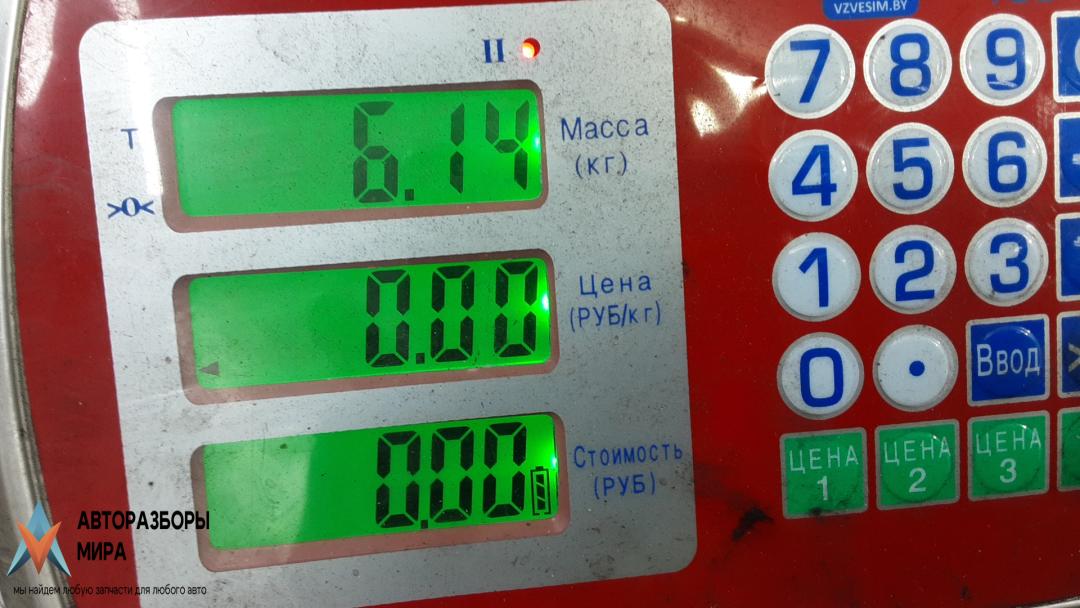 VZVESIM.BY
II
T
6.14
Масса
(кг)
>0<
0.00
Цена
(РУБ/кг)
0.00
Стоимость
(РУБ)
7 8 9
4 5 6
1 2 3
0 . Ввод
ЦЕНА 1
ЦЕНА 2
ЦЕНА 3
АВТОРАЗБОРЫ
МИРА
мы найдем любую запчасти для любого авто